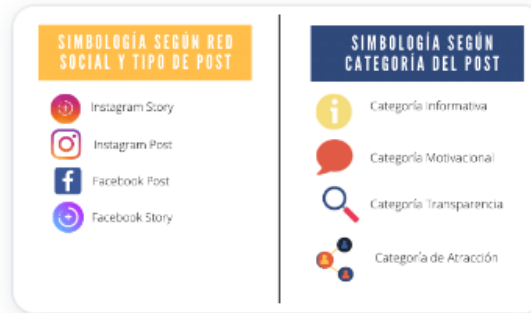 SIMBOLOGÍA SEGÚN RED
SOCIAL Y TIPO DE POST
Instagram Story
Instagram Post
Facebook Post
Facebook Story
SIMBOLOGÍA SEGÚN
CATEGORÍA DEL POST
Categoría Informativa
Categoría Motivacional
Categoría Transparencia
Categoría de Atracción